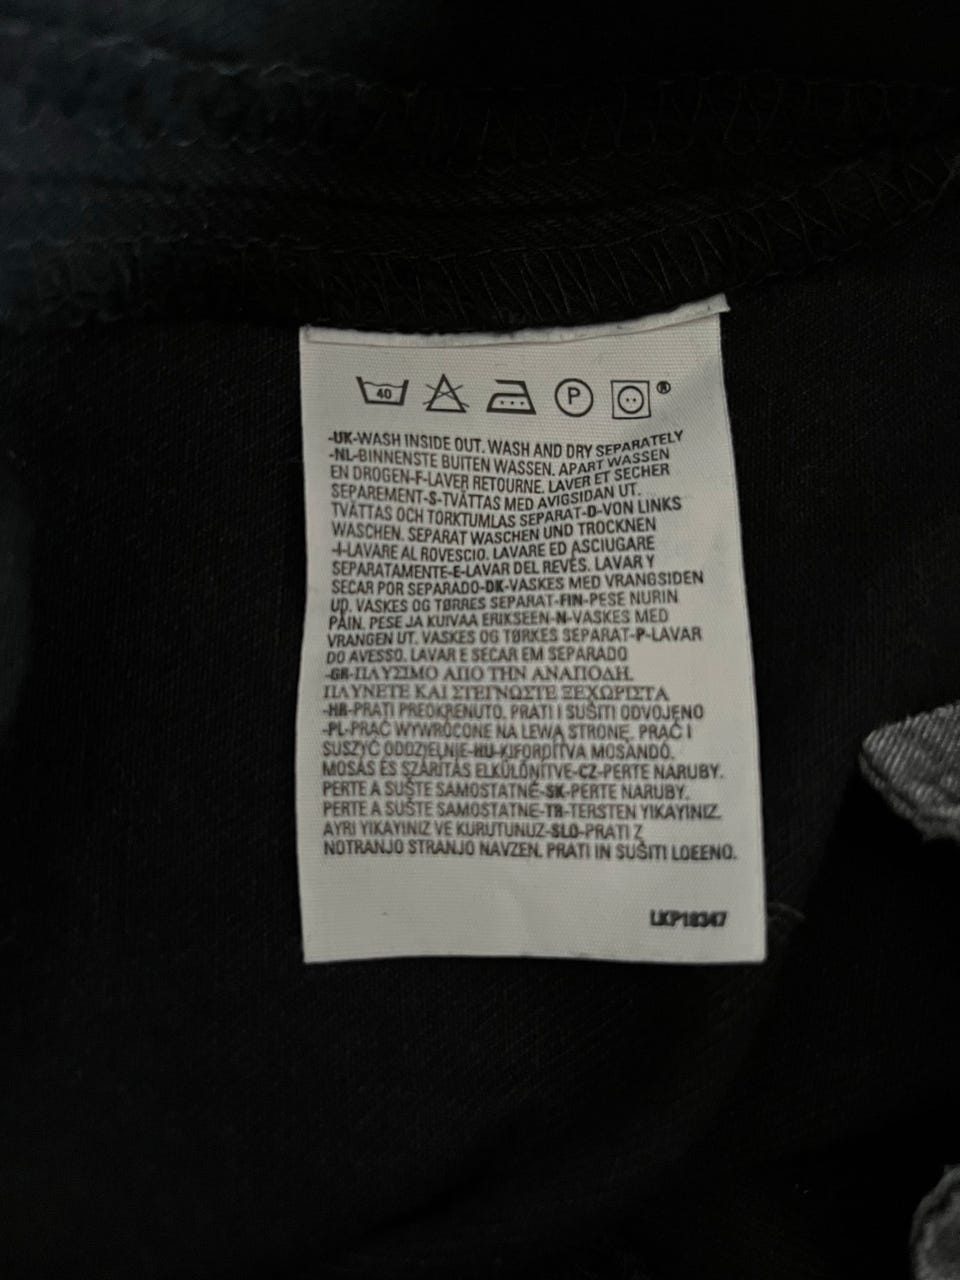 40 P ®
-UK-WASH INSIDE OUT. WASH AND DRY SEPARATELY
-NL-BINNENSTE BUITEN WASSEN. APART WASSEN
EN DROGEN-F-LAVER RETOURNE. LAVER ET SECHER
SEPAREMENT-S-TVÄTTAS MED AVIGSIDAN UT.
TVÄTTAS OCH TORKTUMLAS SEPARAT-D-VON LINKS
WASCHEN. SEPARAT WASCHEN UND TROCKNEN
-I-LAVARE AL ROVESCIO. LAVARE ED ASCIUGARE
SEPARATAMENTE-E-LAVAR DEL REVÉS. LAVAR Y
SECAR POR SEPARADO-DK-VASKES MED VRANGSIDEN
UD. VASKES OG TØRRES SEPARAT-FIN-PESE NURIN
PÄIN. PESE JA KUIVAA ERIKSEEN-N-VASKES MED
VRANGEN UT. VASKES OG TØRKES SEPARAT-P-LAVAR
DO AVESSO. LAVAR E SECAR EM SEPARADO
-GR-ΠΛΥΣΙΜΟ ΑΠΟ ΤΗΝ ΑΝΑΠΟΔΗ.
ΠΛΥΝΕΤΕ ΚΑΙ ΣΤΕΓΝΩΣΤΕ ΞΕΧΩΡΙΣΤΑ
-HR-PRATI PREOKRENUTO. PRATI I SUŠITI ODVOJENO
-PL-PRAĆ WYWRÓCONE NA LEWĄ STRONĘ. PRAĆ I
SUSZYĆ ODDZIELNIE-HU-KIFORDÍTVA MOSANDÓ.
MOSÁS ÉS SZÁRÍTÁS ELKÜLÖNÍTVE-CZ-PERTE NARUBY.
PERTE A SUŠTE SAMOSTATNĚ-SK-PERTE NARUBY.
PERTE A SUŠTE SAMOSTATNE-TR-TERSTEN YIKAYINIZ.
AYRI YIKAYINIZ VE KURUTUNUZ-SLO-PRATI Z
NOTRANJO STRANJO NAVZEN. PRATI IN SUŠITI LOEENO.
LKP18347